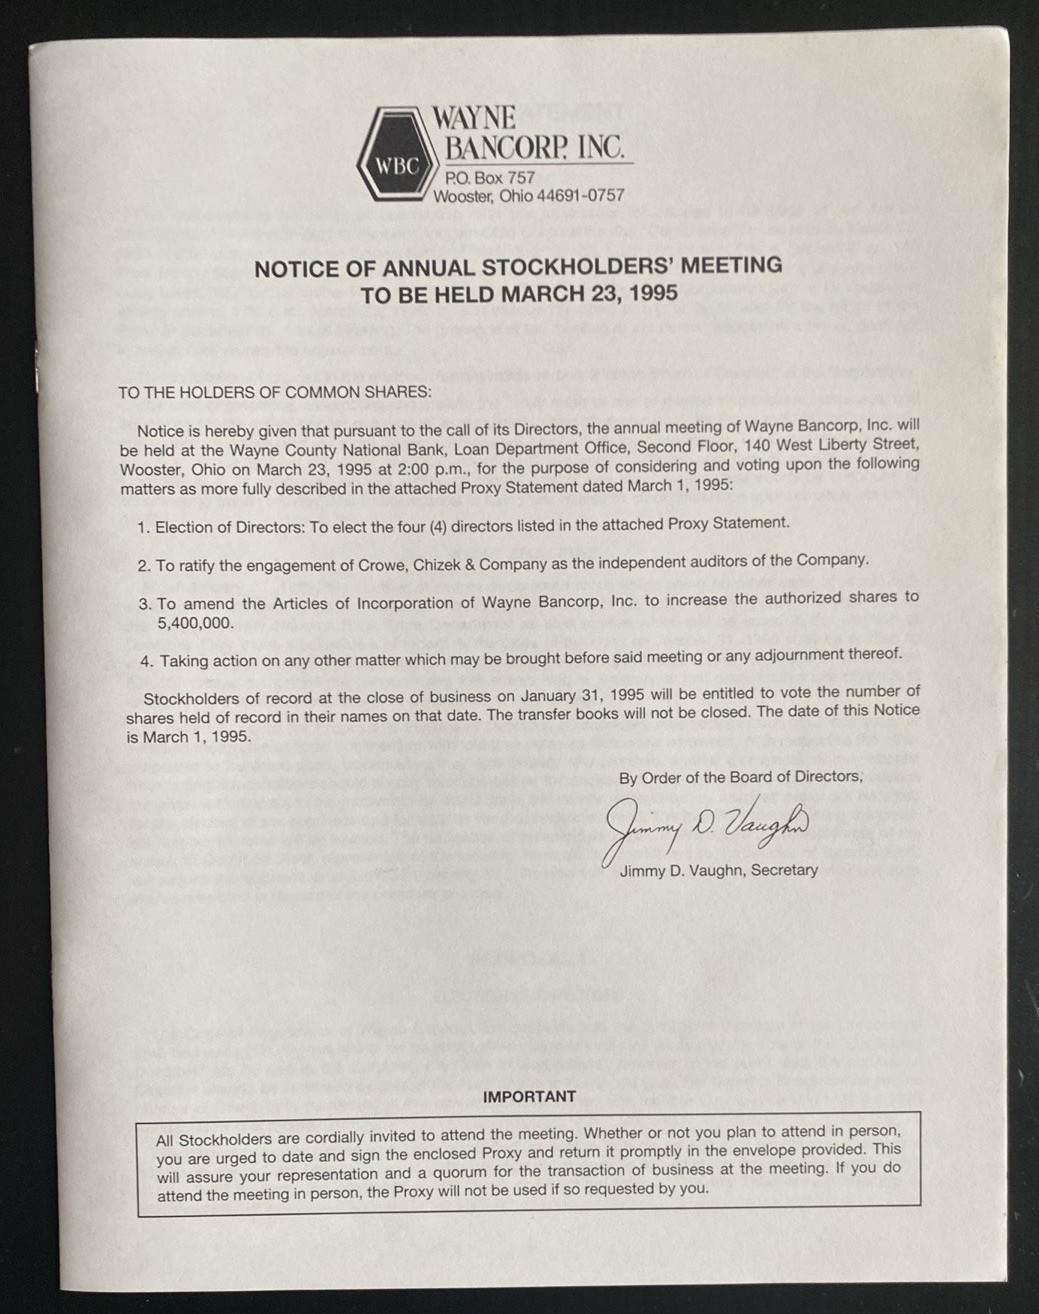 WBC
WAYNE
BANCORP, INC.
P.O. Box 757
Wooster, Ohio 44691-0757
NOTICE OF ANNUAL STOCKHOLDERS' MEETING
TO BE HELD MARCH 23, 1995
TO THE HOLDERS OF COMMON SHARES:
Notice is hereby given that pursuant to the call of its Directors, the annual meeting of Wayne Bancorp, Inc. will
be held at the Wayne County National Bank, Loan Department Office, Second Floor, 140 West Liberty Street,
Wooster, Ohio on March 23, 1995 at 2:00 p.m., for the purpose of considering and voting upon the following
matters as more fully described in the attached Proxy Statement dated March 1, 1995:
1. Election of Directors: To elect the four (4) directors listed in the attached Proxy Statement.
2. To ratify the engagement of Crowe, Chizek & Company as the independent auditors of the Company.
3. To amend the Articles of Incorporation of Wayne Bancorp, Inc. to increase the authorized shares to
5,400,000.
4. Taking action on any other matter which may be brought before said meeting or any adjournment thereof.
Stockholders of record at the close of business on January 31, 1995 will be entitled to vote the number of
shares held of record in their names on that date. The transfer books will not be closed. The date of this Notice
is March 1, 1995.
By Order of the Board of Directors,
Jimmy D. Vaughn
Jimmy D. Vaughn, Secretary
IMPORTANT
All Stockholders are cordially invited to attend the meeting. Whether or not you plan to attend in person,
you are urged to date and sign the enclosed Proxy and return it promptly in the envelope provided. This
will assure your representation and a quorum for the transaction of business at the meeting. If you do
attend the meeting in person, the Proxy will not be used if so requested by you.